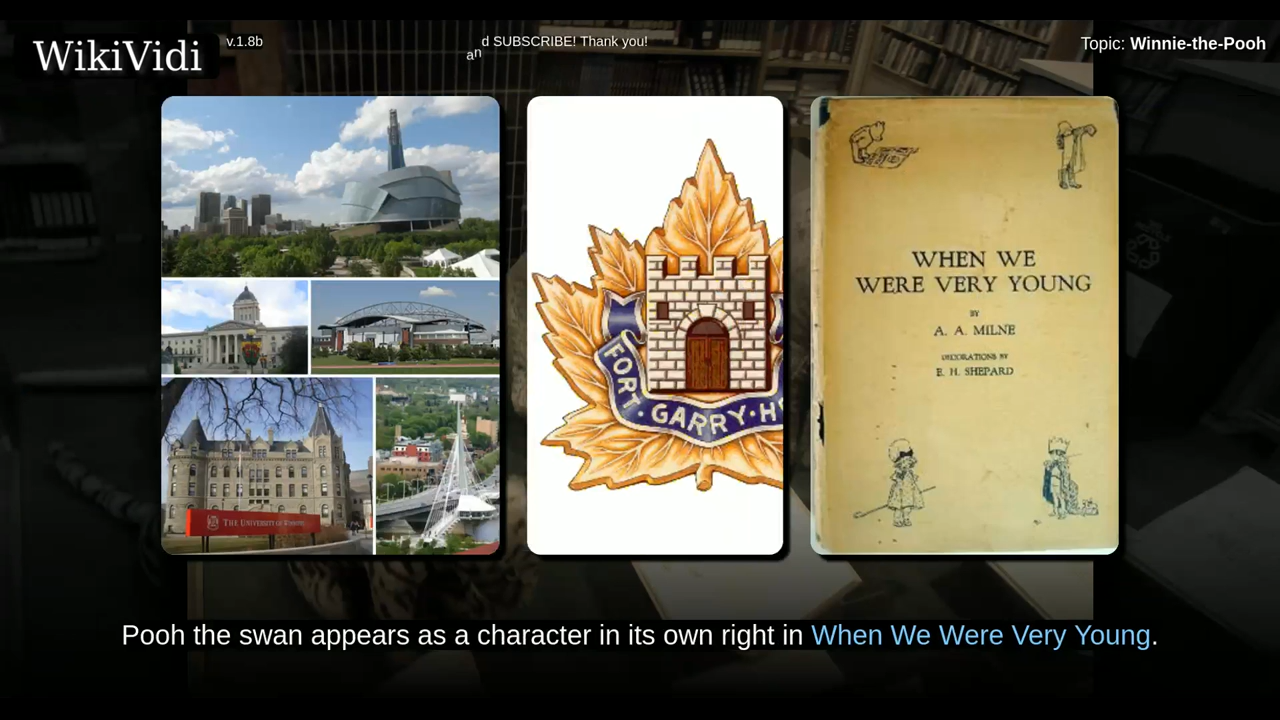 WikiVidi
v.1.8b
and SUBSCRIBE! Thank you!
Topic: Winnie-the-Pooh
FORT·GARRY·H
WHEN WE
WERE VERY YOUNG
BY
A. A. MILNE
DECORATIONS BY
E. H. SHEPARD
THE UNIVERSITY OF WINNIPEG
Pooh the swan appears as a character in its own right in When We Were Very Young.